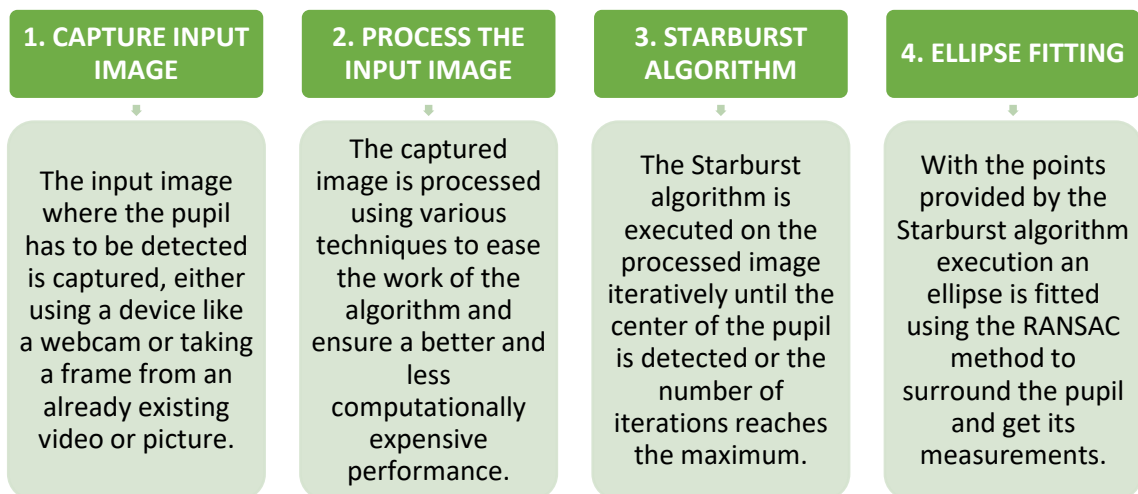 1. CAPTURE INPUT
IMAGE
The input image
where the pupil
has to be detected
is captured, either
using a device like
a webcam or taking
a frame from an
already existing
video or picture.
2. PROCESS THE
INPUT IMAGE
The captured
image is processed
using various
techniques to ease
the work of the
algorithm and
ensure a better and
less
computationally
expensive
performance.
3. STARBURST
ALGORITHM
The Starburst
algorithm is
executed on the
processed image
iteratively until the
center of the pupil
is detected or the
number of
iterations reaches
the maximum.
4. ELLIPSE FITTING
With the points
provided by the
Starburst algorithm
execution an
ellipse is fitted
using the RANSAC
method to
surround the pupil
and get its
measurements.